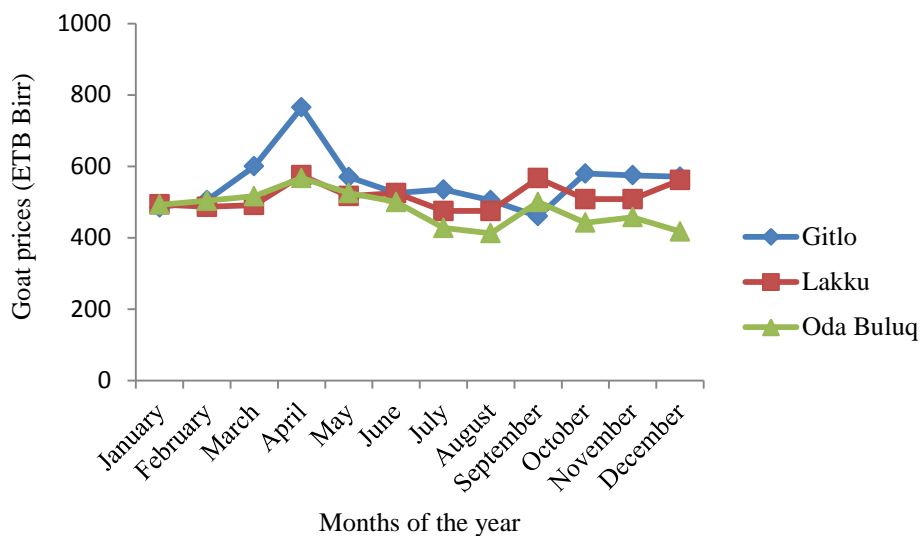 Goat prices (ETB Birr)
1000
800
600
400
200
0
January
February
March
April
May
June
July
August
September
October
November
December
Months of the year
Gitlo
Lakku
Oda Buluq